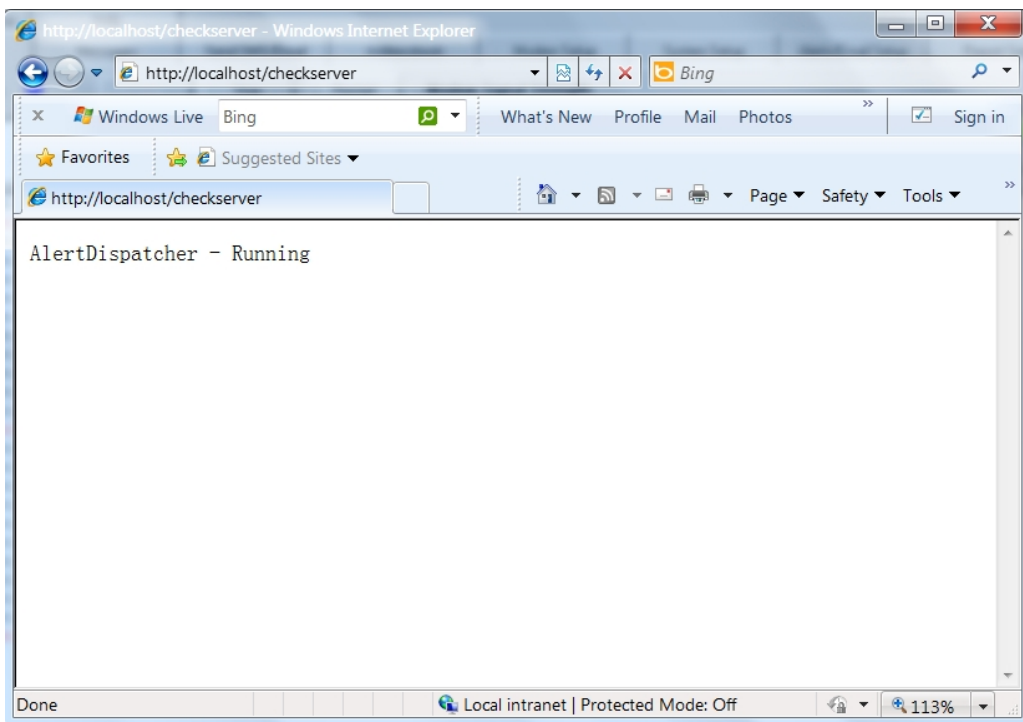 http://localhost/checkserver - Windows Internet Explorer
http://localhost/checkserver
Bing
Windows Live
Bing
What's New Profile Mail Photos
»
Sign in
Favorites
Suggested Sites
http://localhost/checkserver
Page Safety Tools
»
AlertDispatcher - Running
Done
Local intranet | Protected Mode: Off
113%